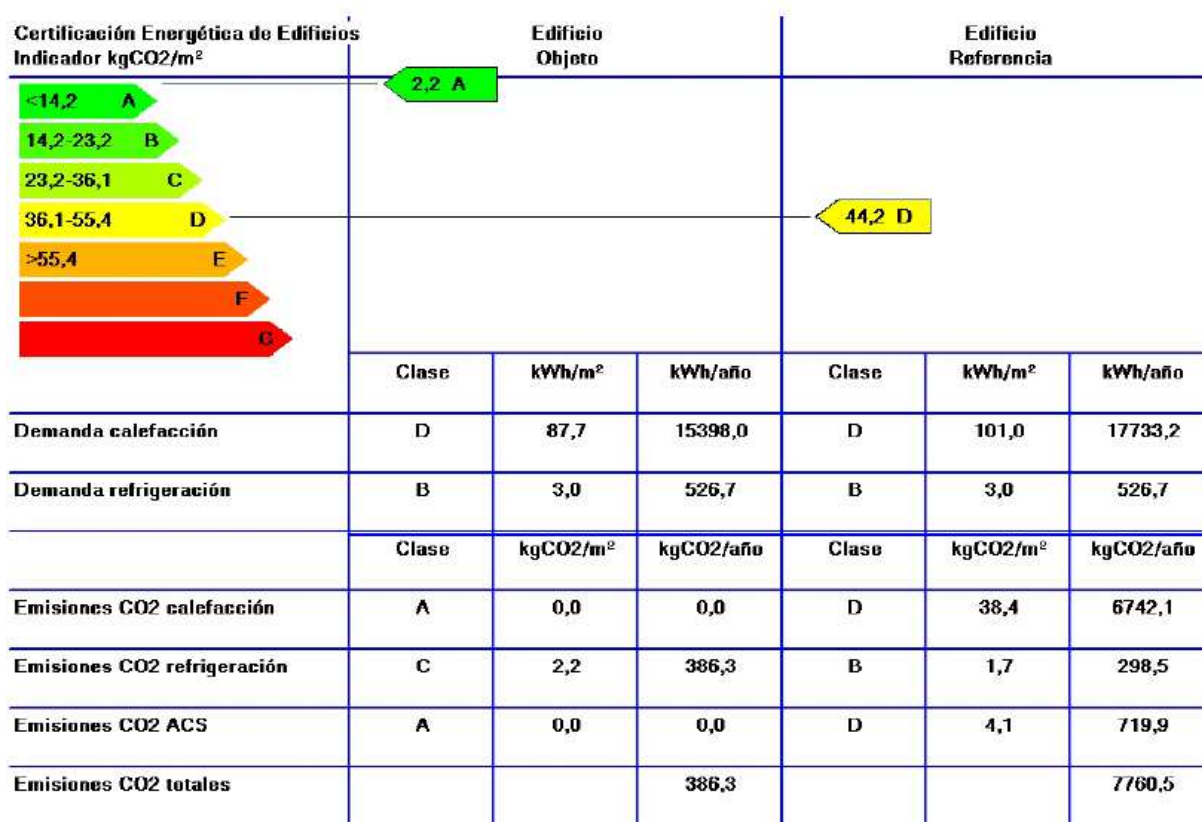 Certificación Energética de Edificios
Indicador kgCO2/m²
Edificio
Objeto
Edificio
Referencia
<14,2 A
14,2-23,2 B
23,2-36,1 C
36,1-55,4 D
>55,4 E
F
G
2,2 A
44,2 D
Clase kWh/m² kWh/año Clase kWh/m² kWh/año
Demanda calefacción D 87,7 15398,0 D 101,0 17733,2
Demanda refrigeración B 3,0 526,7 B 3,0 526,7
Clase kgCO2/m² kgCO2/año Clase kgCO2/m² kgCO2/año
Emisiones CO2 calefacción A 0,0 0,0 D 38,4 6742,1
Emisiones CO2 refrigeración C 2,2 386,3 B 1,7 298,5
Emisiones CO2 ACS A 0,0 0,0 D 4,1 719,9
Emisiones CO2 totales 386,3 7760,5